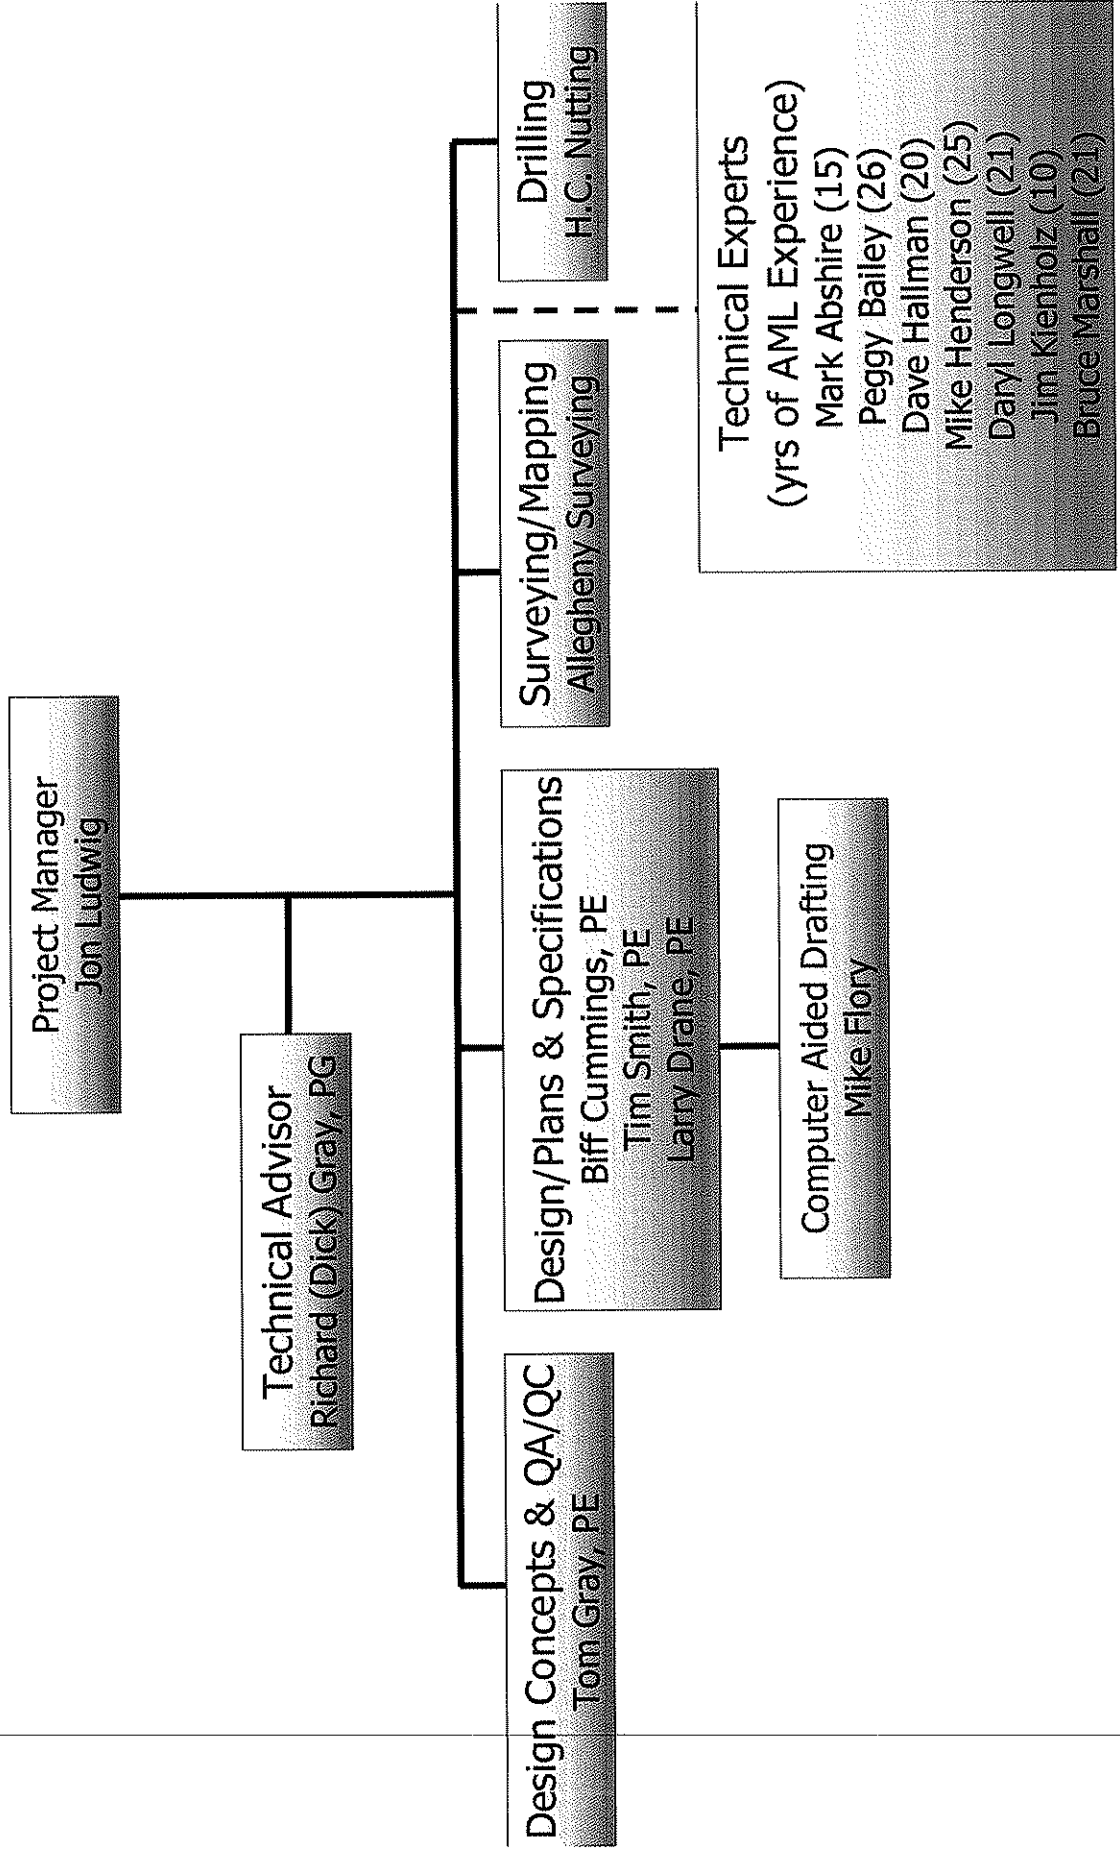 Project Manager
Jon Ludwig
Technical Advisor
Richard (Dick) Gray, PG
Design Concepts & QA/QC
Tom Gray, PE
Design/Plans & Specifications
Biff Cummings, PE
Tim Smith, PE
Larry Drane, PE
Computer Aided Drafting
Mike Flory
Surveying/Mapping
Allegheny Surveying
Drilling
H.C. Nutting
Technical Experts
(yrs of AML Experience)
Mark Abshire (15)
Peggy Bailey (26)
Dave Hallman (20)
Mike Henderson (25)
Daryl Longwell (21)
Jim Kienholz (10)
Bruce Marshall (21)